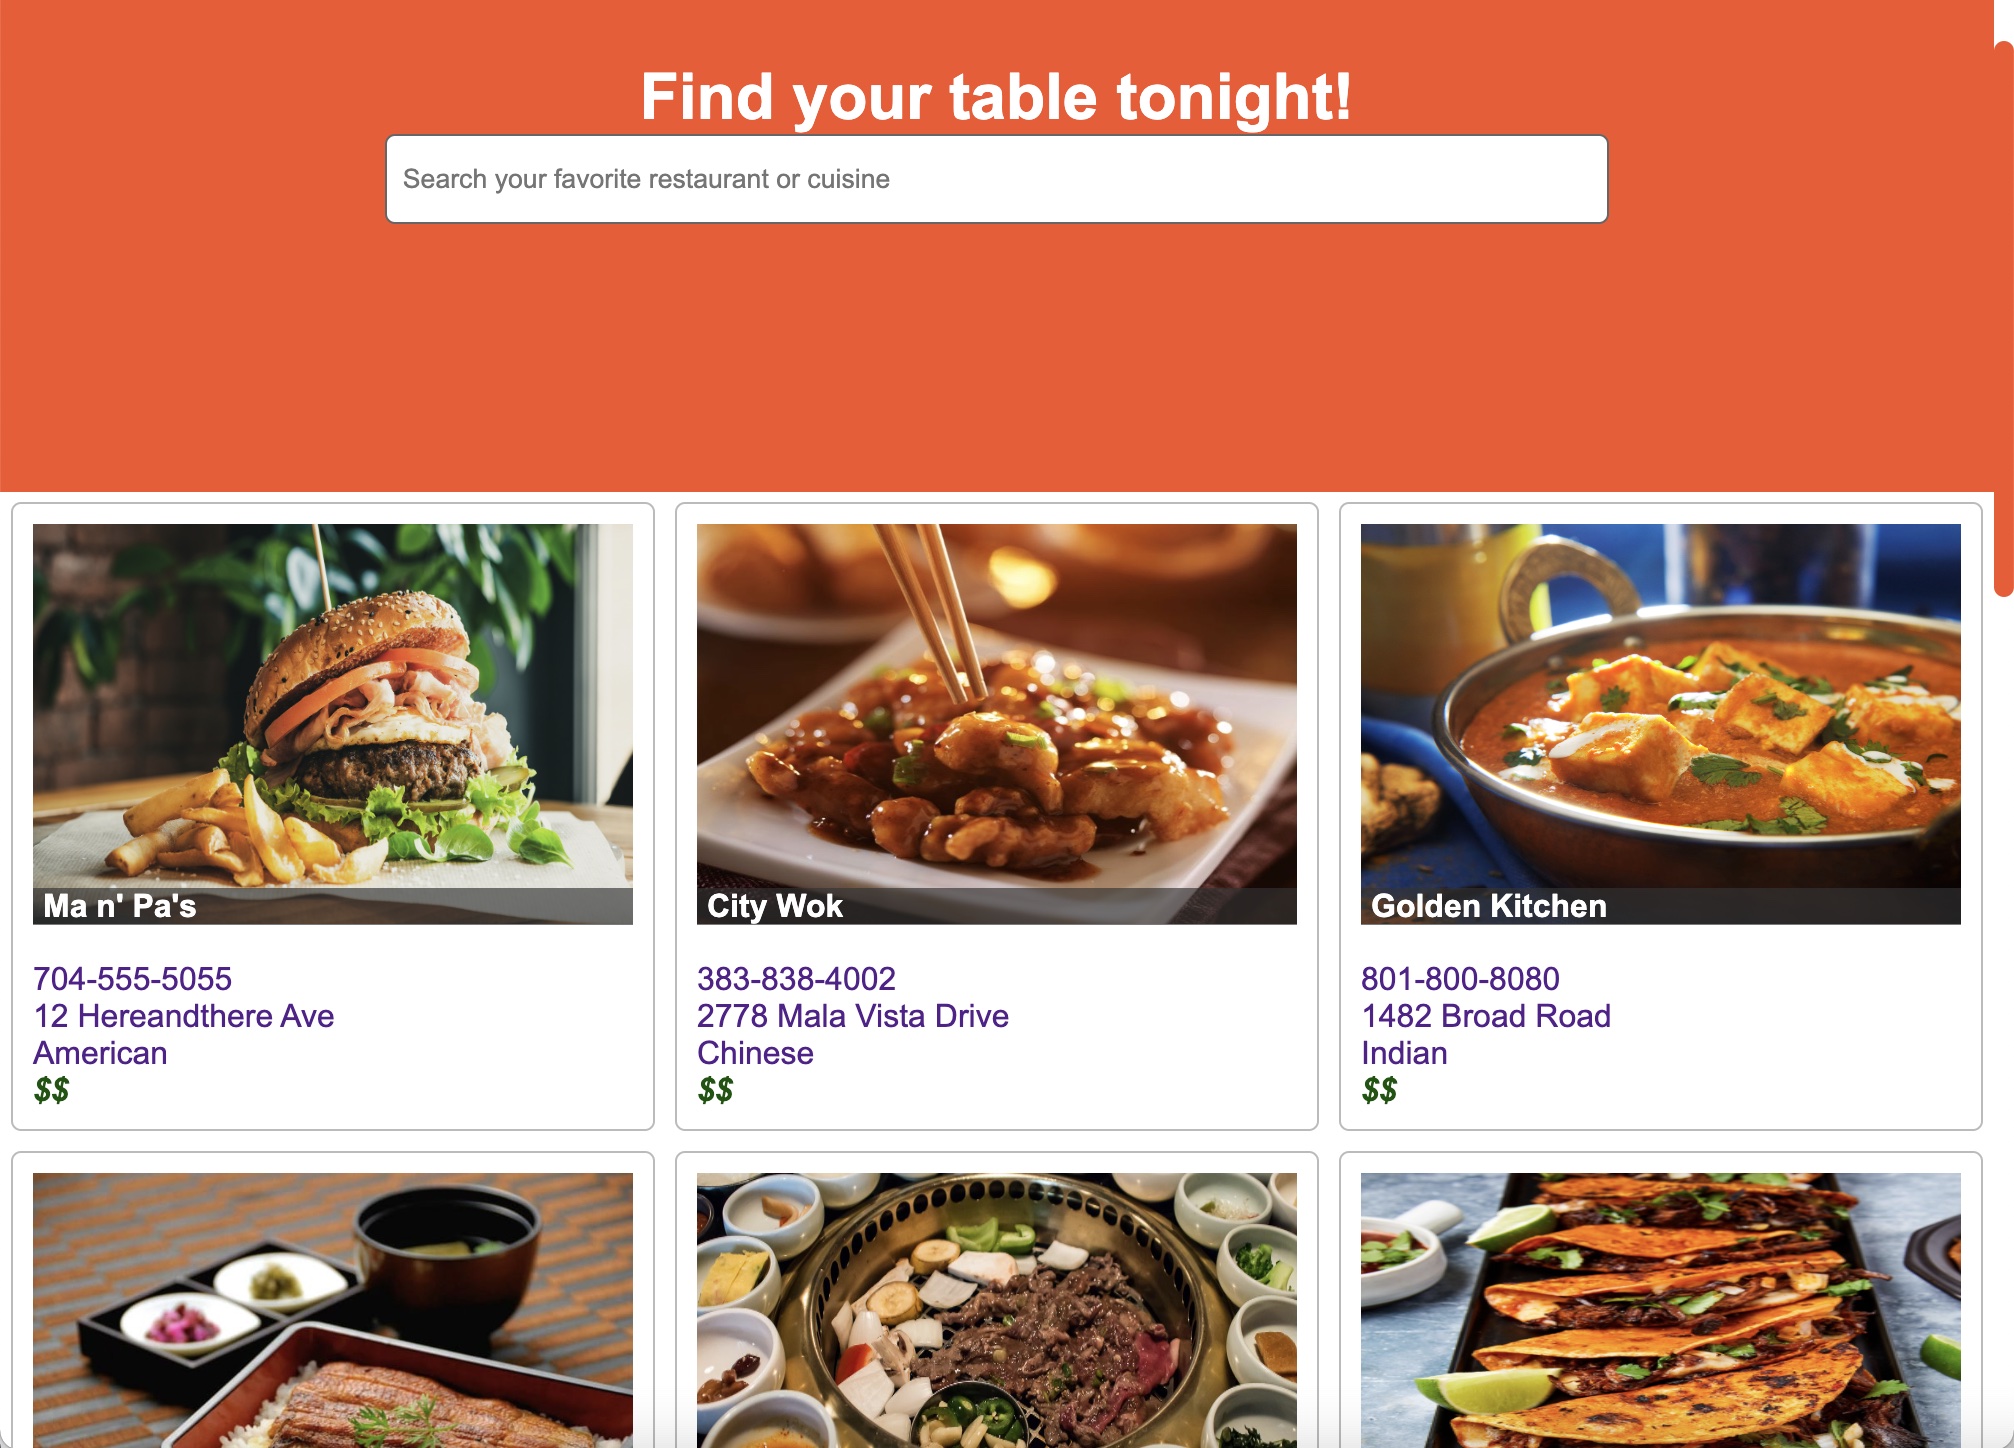 Find your table tonight!
Search your favorite restaurant or cuisine
Ma n' Pa's
704-555-5055
12 Hereandthere Ave
American
$$
City Wok
383-838-4002
2778 Mala Vista Drive
Chinese
$$
Golden Kitchen
801-800-8080
1482 Broad Road
Indian
$$